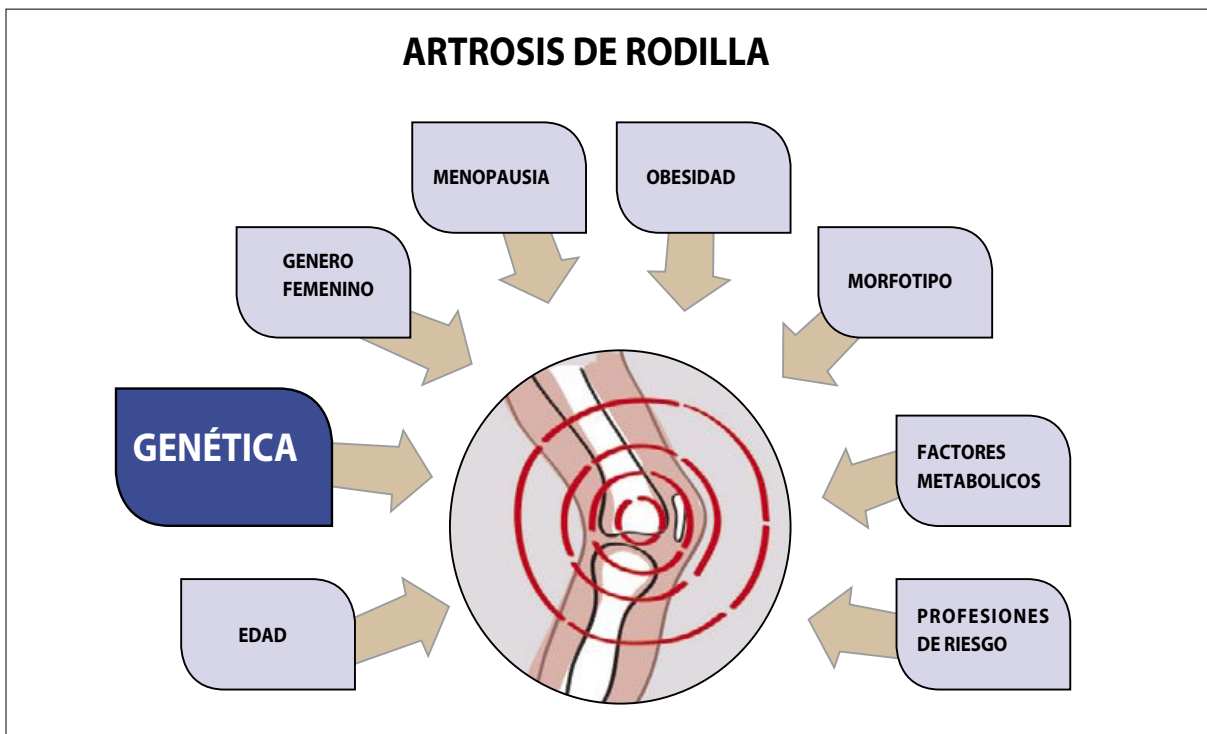 ARTROSIS DE RODILLA
MENOPAUSIA
OBESIDAD
GENERO
FEMENINO
MORFOTIPO
GENÉTICA
FACTORES
METABOLICOS
EDAD
PROFESIONES
DE RIESGO